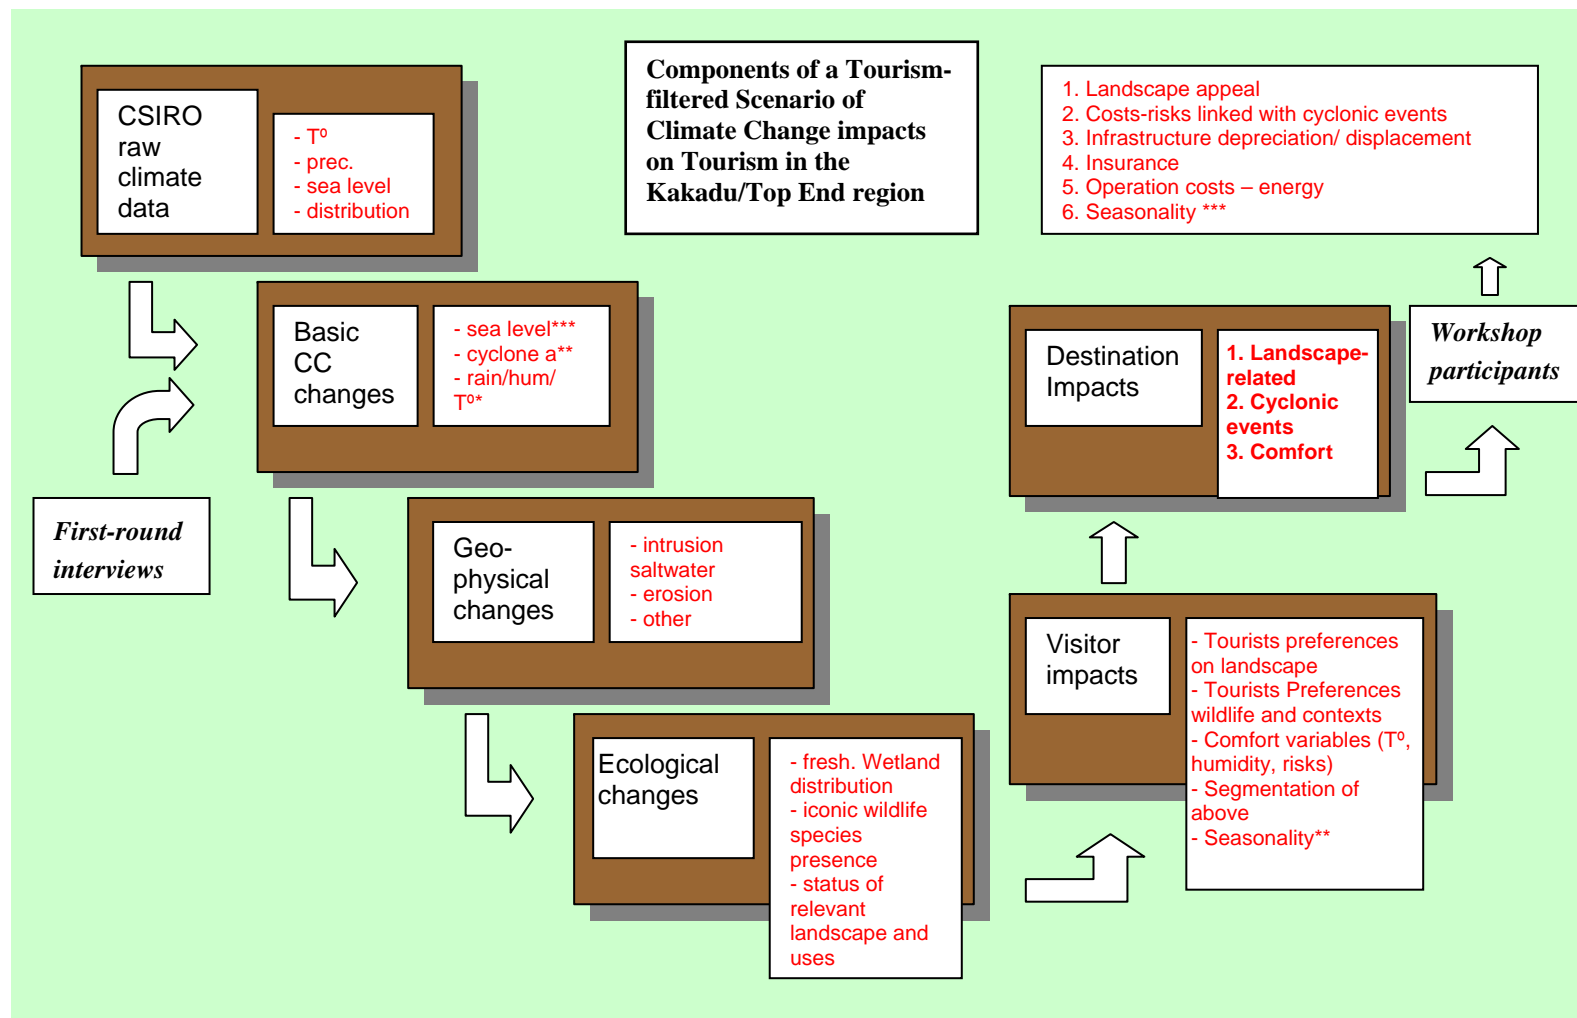 CSIRO
raw
climate
data
- Tº
- prec.
- sea level
- distribution
Components of a Tourism-
filtered Scenario of
Climate Change impacts
on Tourism in the
Kakadu/Top End region
1. Landscape appeal
2. Costs-risks linked with cyclonic events
3. Infrastructure depreciation/ displacement
4. Insurance
5. Operation costs – energy
6. Seasonality ***
Basic
CC
changes
- sea level***
- cyclone a**
- rain/hum/
Tº*
First-round
interviews
Geo-
physical
changes
- intrusion
saltwater
- erosion
- other
Ecological
changes
- fresh. Wetland
distribution
- iconic wildlife
species
presence
- status of
relevant
landscape and
uses
Visitor
impacts
- Tourists preferences
on landscape
- Tourists Preferences
wildlife and contexts
- Comfort variables (Tº,
humidity, risks)
- Segmentation of
above
- Seasonality**
Destination
Impacts
1. Landscape-
related
2. Cyclonic
events
3. Comfort
Workshop
participants